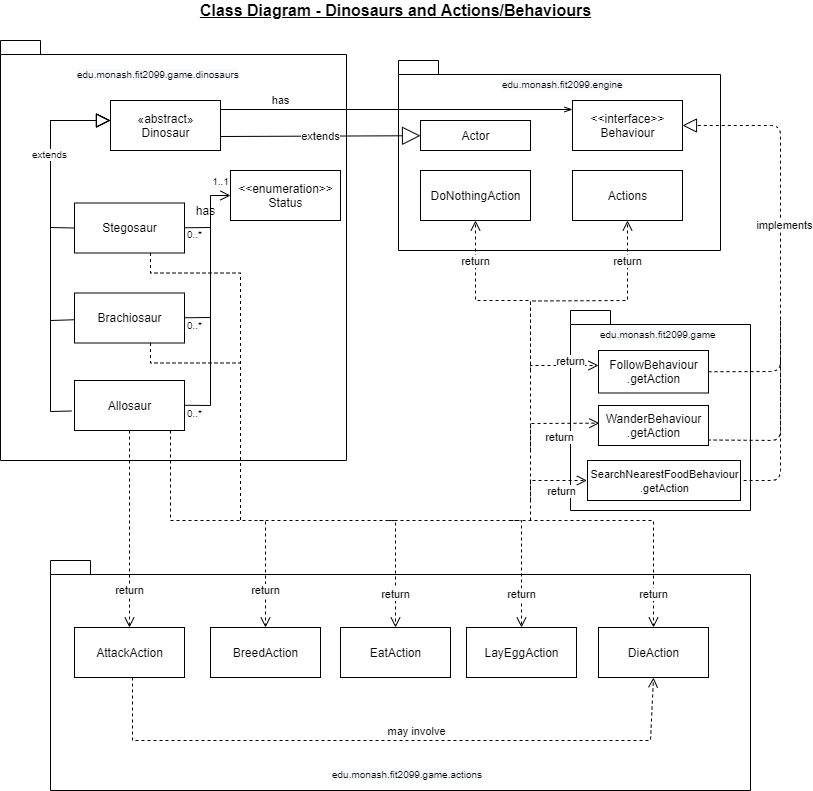 Class Diagram - Dinosaurs and Actions/Behaviours
edu.monash.fit2099.game.dinosaurs
«abstract»
Dinosaur
has
extends
extends
1..1
<<enumeration>>
Status
has
Stegosaur
0..*
Brachiosaur
0..*
Allosaur
0..*
edu.monash.fit2099.engine
Actor
<<interface>>
Behaviour
DoNothingAction
Actions
return
return
implements
edu.monash.fit2099.game
return
FollowBehaviour
.getAction
return
WanderBehaviour
.getAction
return
SearchNearestFoodBehaviour
.getAction
return
return
return
return
return
AttackAction
BreedAction
EatAction
LayEggAction
DieAction
may involve
edu.monash.fit2099.game.actions